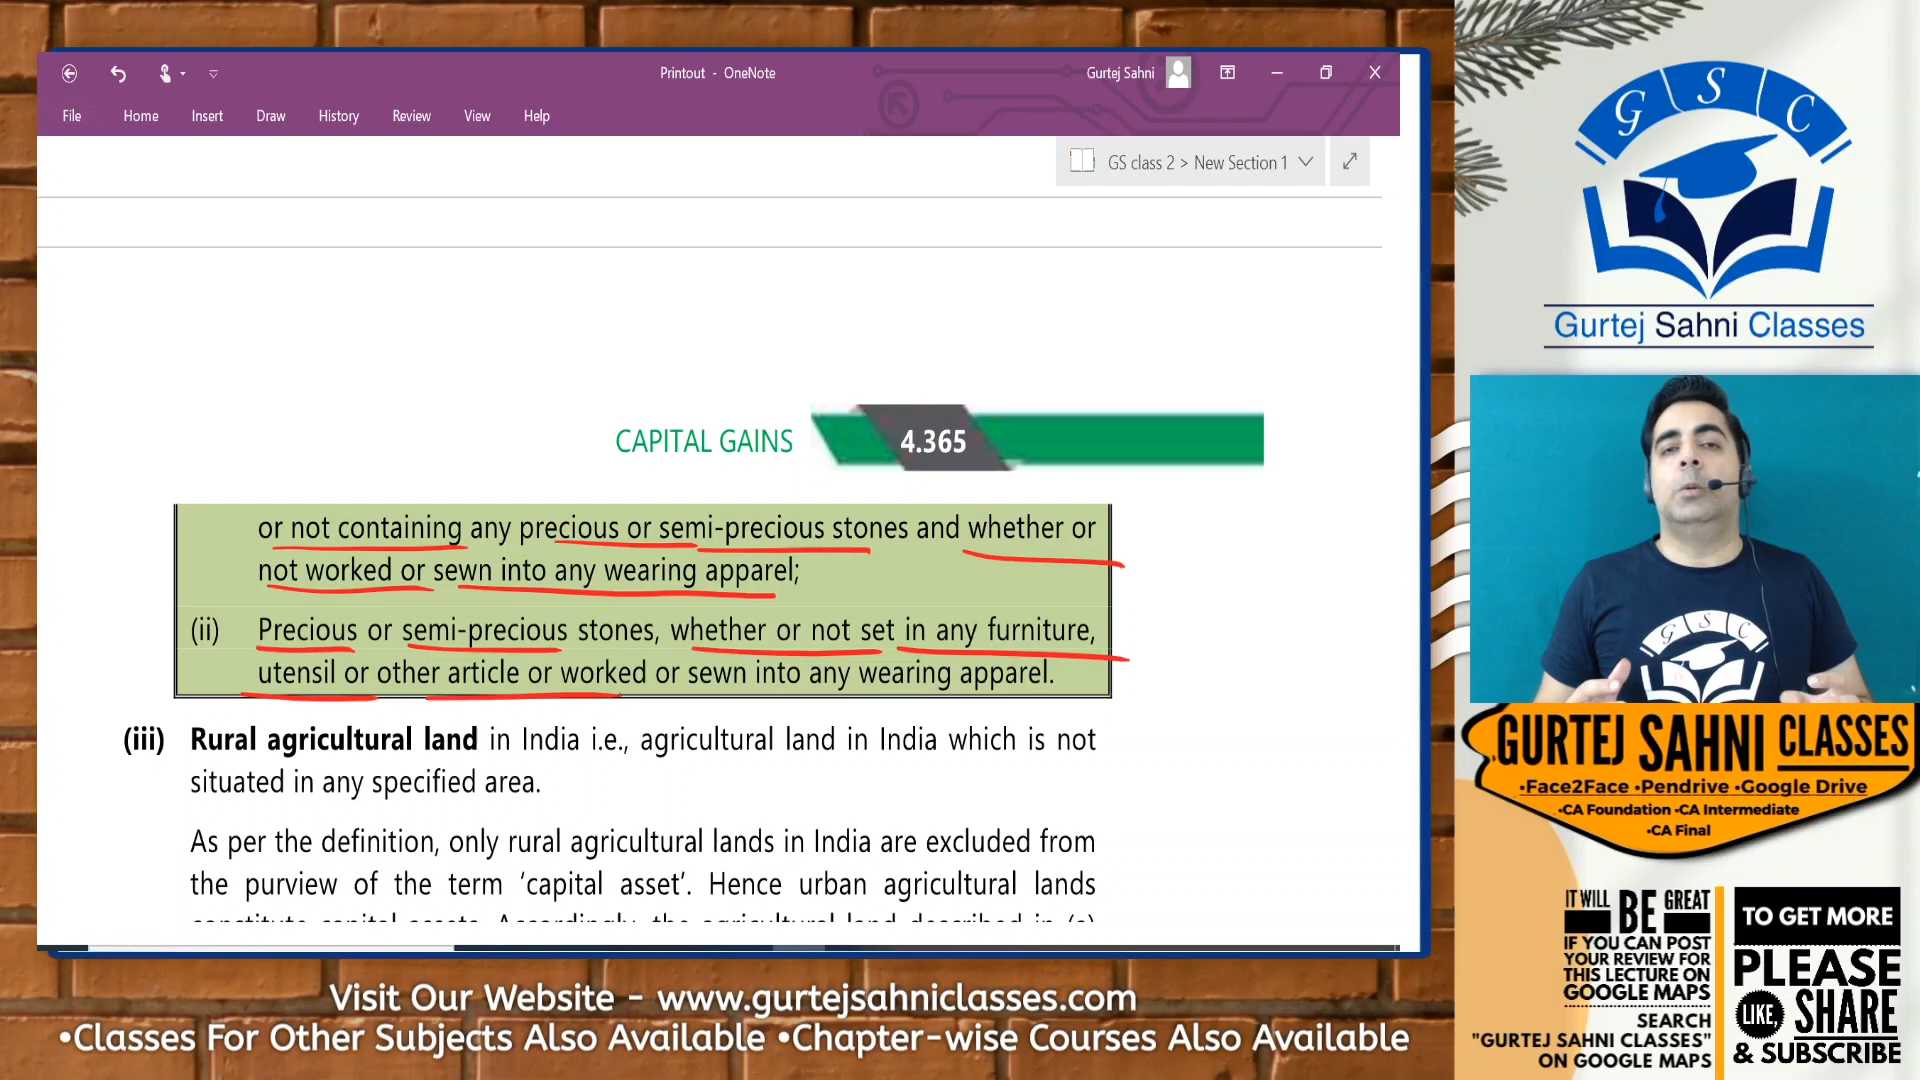 Printout - OneNote
Gurtej Sahni
File Home Insert Draw History Review View Help
GS class 2 > New Section 1
CAPITAL GAINS 4.365
or not containing any precious or semi-precious stones and whether or
not worked or sewn into any wearing apparel;
(ii) Precious or semi-precious stones, whether or not set in any furniture,
utensil or other article or worked or sewn into any wearing apparel.
(iii) Rural agricultural land in India i.e., agricultural land in India which is not
situated in any specified area.
As per the definition, only rural agricultural lands in India are excluded from
the purview of the term ‘capital asset’. Hence urban agricultural lands
constitute capital assets. Accordingly, the agricultural land described in (a)
G S C
Gurtej Sahni Classes
G S C
GURTEJ SAHNI CLASSES
•Face2Face •Pendrive •Google Drive
•CA Foundation •CA Intermediate
•CA Final
IT WILL BE GREAT
IF YOU CAN POST
YOUR REVIEW FOR
THIS LECTURE ON
GOOGLE MAPS
SEARCH
"GURTEJ SAHNI CLASSES"
ON GOOGLE MAPS
TO GET MORE
PLEASE
LIKE, SHARE
& SUBSCRIBE
Visit Our Website - www.gurtejsahniclasses.com
•Classes For Other Subjects Also Available •Chapter-wise Courses Also Available